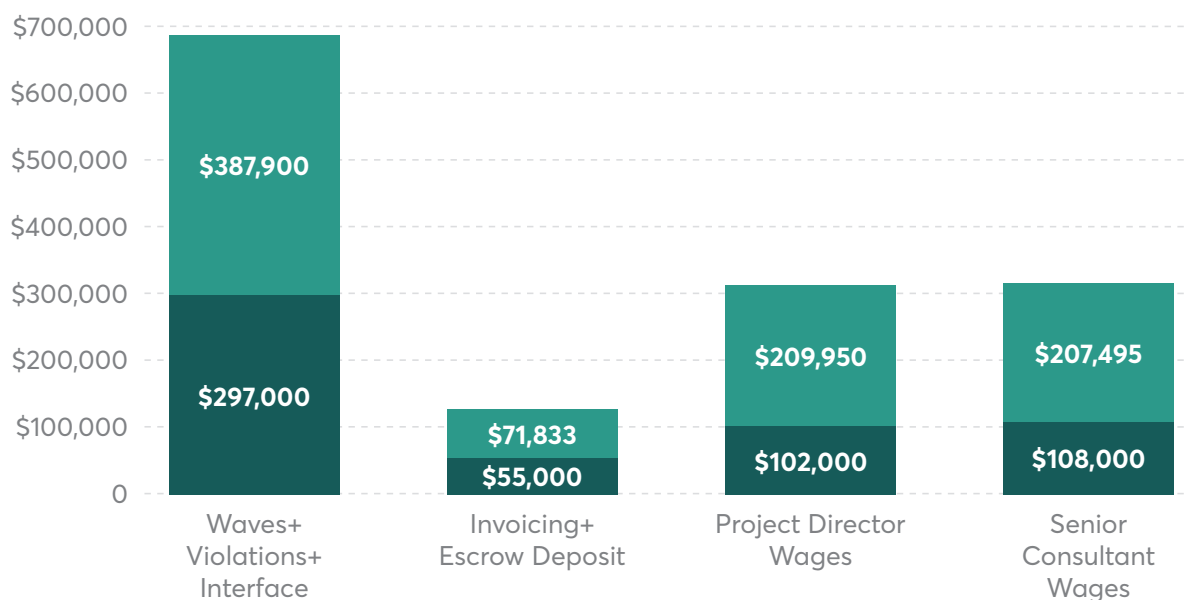 $700,000
$600,000
$500,000
$400,000
$300,000
$200,000
$100,000
0
$387,900
$297,000
$71,833
$55,000
$209,950
$102,000
$207,495
$108,000
Waves+
Violations+
Interface
Invoicing+
Escrow Deposit
Project Director
Wages
Senior
Consultant
Wages